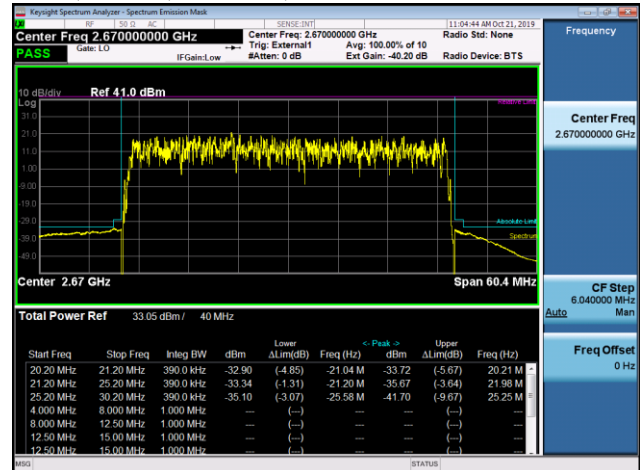 Keysight Spectrum Analyzer - Spectrum Emission Mask
RF 50 Ω AC SENSE:INT 11:04:44 AM Oct 21, 2019
Center Freq 2.670000000 GHz Center Freq: 2.670000000 GHz Radio Std: None
Gate: LO Trig: External1 Avg: 100.00% of 10
PASS IFGain:Low #Atten: 0 dB Ext Gain: -40.20 dB Radio Device: BTS
10 dB/div Ref 41.0 dBm
Log
Relative Limit
31.0
21.0
11.0
1.00
-9.00
-19.0
-29.0
Absolute Limit
-39.0
Spectrum
-49.0
Center 2.67 GHz Span 60.4 MHz
Total Power Ref 33.05 dBm / 40 MHz
Lower <- Peak -> Upper
Start Freq Stop Freq Integ BW dBm ΔLim(dB) Freq (Hz) dBm ΔLim(dB) Freq (Hz)
20.20 MHz 21.20 MHz 390.0 kHz -32.90 (-4.85) -21.04 M -33.72 (-5.67) 20.21 M
21.20 MHz 25.20 MHz 390.0 kHz -33.34 (-1.31) -21.20 M -35.67 (-3.64) 21.98 M
25.20 MHz 30.20 MHz 390.0 kHz -35.10 (-3.07) -25.58 M -41.70 (-9.67) 25.25 M
4.000 MHz 8.000 MHz 1.000 MHz --- (---) --- --- (---) ---
8.000 MHz 12.50 MHz 1.000 MHz --- (---) --- --- (---) ---
12.50 MHz 15.00 MHz 1.000 MHz --- (---) --- --- (---) ---
12.50 MHz 15.00 MHz 1.000 MHz --- (---) --- --- (---) ---
MSG STATUS
Frequency
Center Freq
2.670000000 GHz
CF Step
6.040000 MHz
Auto Man
Freq Offset
0 Hz